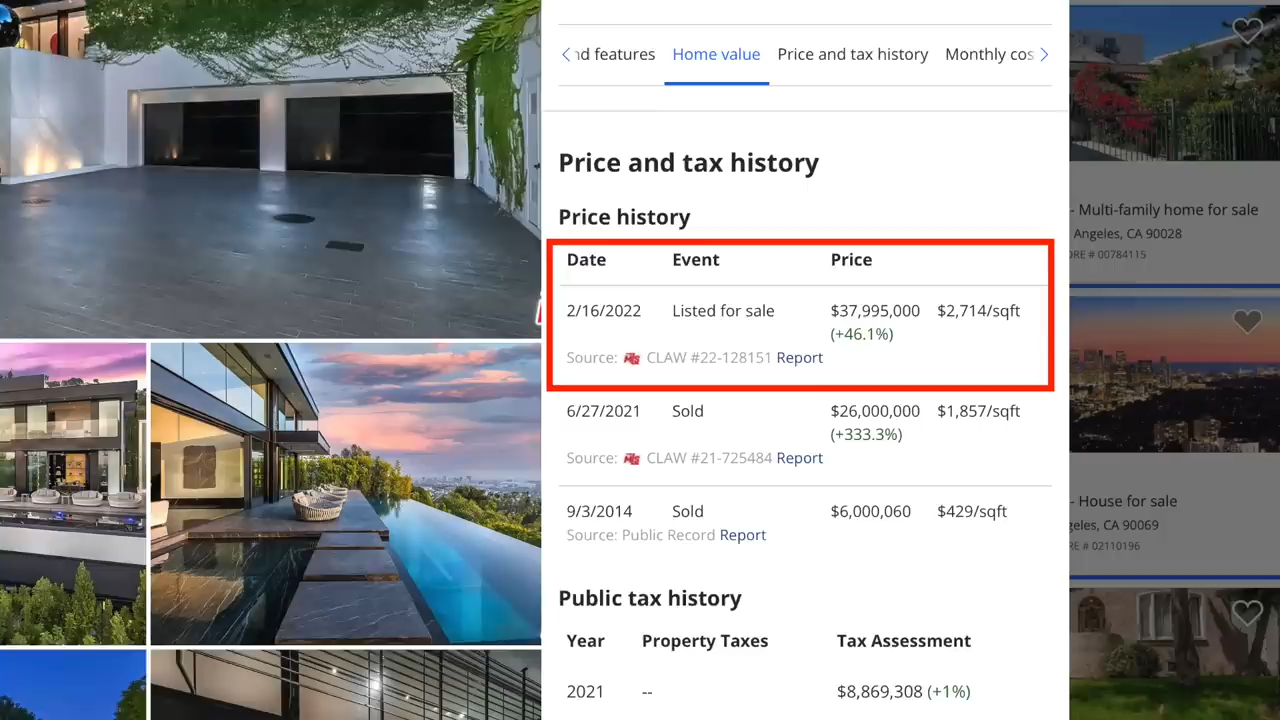 nd features Home value Price and tax history Monthly cos
Price and tax history
Price history
Date Event Price
2/16/2022 Listed for sale $37,995,000 $2,714/sqft
(+46.1%)
Source: CLAW #22-128151 Report
6/27/2021 Sold $26,000,000 $1,857/sqft
(+333.3%)
Source: CLAW #21-725484 Report
9/3/2014 Sold $6,000,060 $429/sqft
Source: Public Record Report
Public tax history
Year Property Taxes Tax Assessment
2021 -- $8,869,308 (+1%)
- Multi-family home for sale
Angeles, CA 90028
DRE # 00784115
- House for sale
geles, CA 90069
RE # 02110196